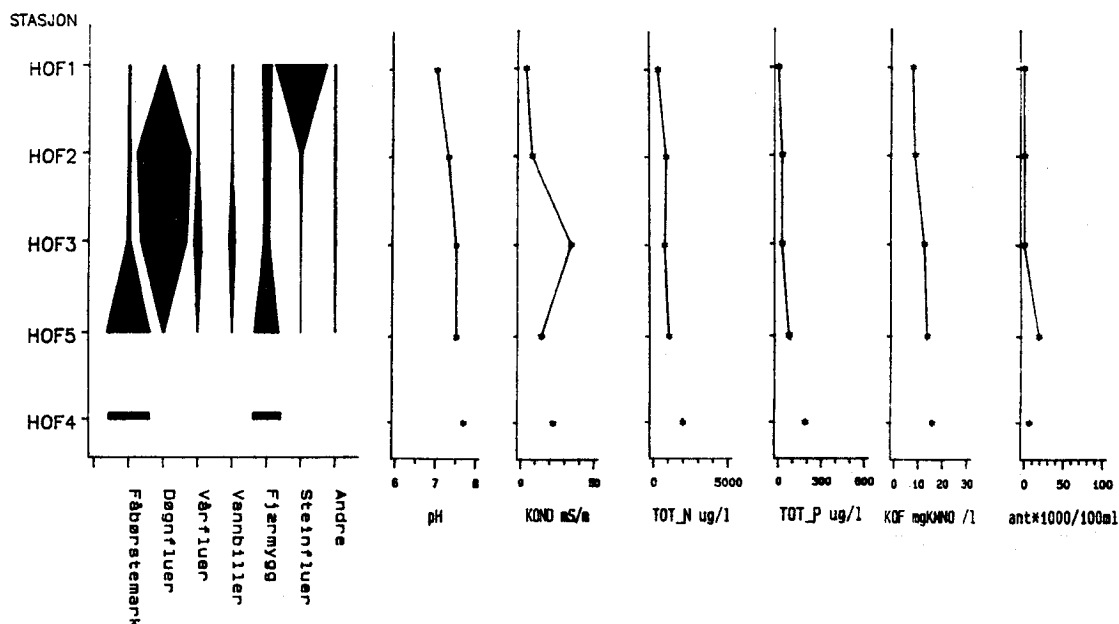 STASJON
HOF1
HOF2
HOF3
HOF5
HOF4
Fåbørstemark
Døgnfluer
Vårfluer
Vannbiller
Fjærmygg
Steinfluer
Andre
6 7 8
pH
0 50
KOND mS/m
0 5000
TOT_N ug/l
0 300 600
TOT_P ug/l
0 10 20 30
KOF mgKMNO /l
0 100
ant*1000/100ml